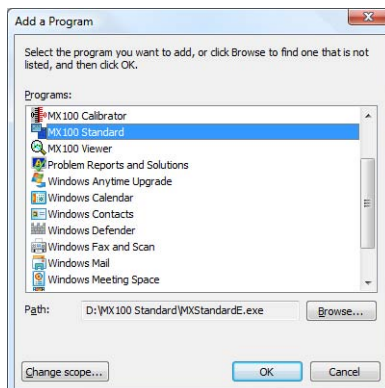 Add a Program
Select the program you want to add, or click Browse to find one that is not
listed, and then click OK.
Programs:
MX100 Calibrator
MX100 Standard
MX100 Viewer
Problem Reports and Solutions
Windows Anytime Upgrade
Windows Calendar
Windows Contacts
Windows Defender
Windows Fax and Scan
Windows Mail
Windows Meeting Space
Path: D:\MX100 Standard\MXStandardE.exe Browse...
Change scope... OK Cancel